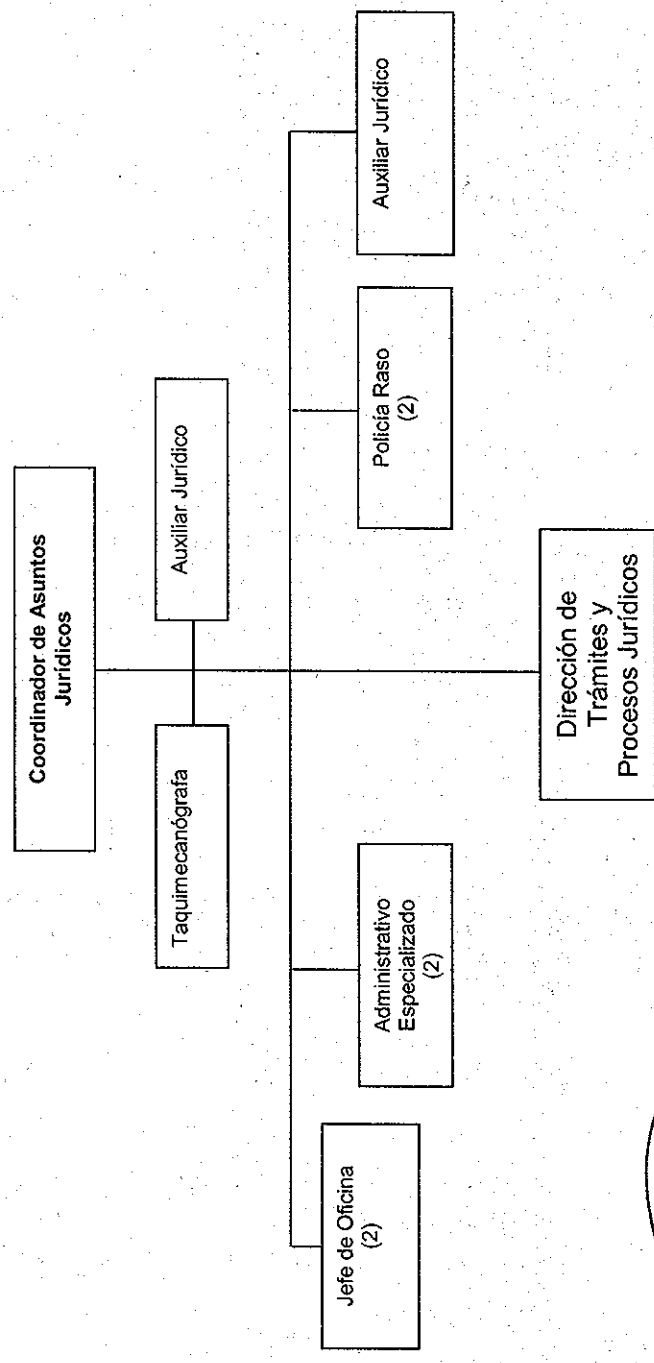 Coordinador de Asuntos
Jurídicos
Taquimecanógrafa
Auxiliar Jurídico
Jefe de Oficina
(2)
Administrativo
Especializado
(2)
Policía Raso
(2)
Auxiliar Jurídico
Dirección de
Trámites y
Procesos Jurídicos